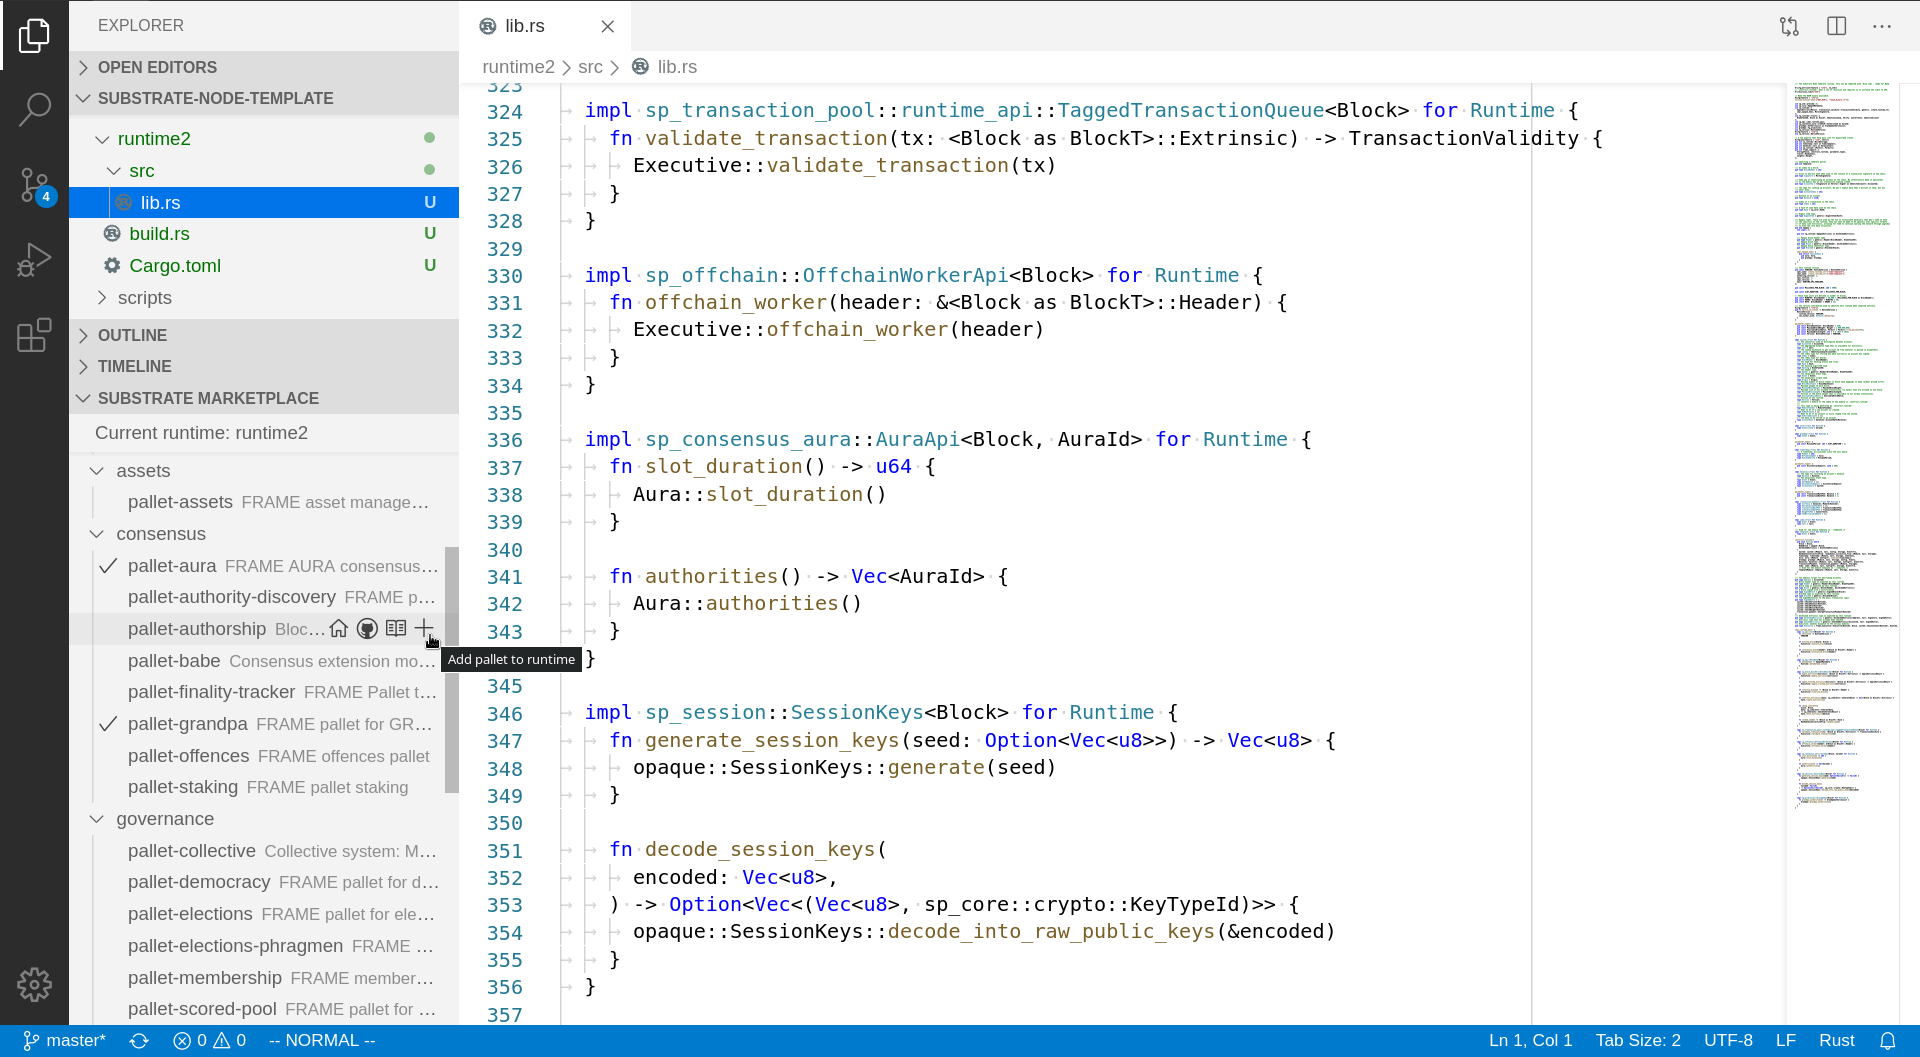 EXPLORER
OPEN EDITORS
SUBSTRATE-NODE-TEMPLATE
runtime2
src
lib.rs U
build.rs U
Cargo.toml U
scripts
OUTLINE
TIMELINE
SUBSTRATE MARKETPLACE
Current runtime: runtime2
assets
pallet-assets FRAME asset manage…
consensus
pallet-aura FRAME AURA consensus…
pallet-authority-discovery FRAME p…
pallet-authorship Bloc…
pallet-babe Consensus extension mo…
pallet-finality-tracker FRAME Pallet t…
pallet-grandpa FRAME pallet for GR…
pallet-offences FRAME offences pallet
pallet-staking FRAME pallet staking
governance
pallet-collective Collective system: M…
pallet-democracy FRAME pallet for d…
pallet-elections FRAME pallet for ele…
pallet-elections-phragmen FRAME …
pallet-membership FRAME member…
pallet-scored-pool FRAME pallet for …
4
Add pallet to runtime
lib.rs
runtime2 > src > lib.rs
323
324 impl sp_transaction_pool::runtime_api::TaggedTransactionQueue<Block> for Runtime {
325 fn validate_transaction(tx: <Block as BlockT>::Extrinsic) -> TransactionValidity {
326 Executive::validate_transaction(tx)
327 }
328 }
329
330 impl sp_offchain::OffchainWorkerApi<Block> for Runtime {
331 fn offchain_worker(header: &<Block as BlockT>::Header) {
332 Executive::offchain_worker(header)
333 }
334 }
335
336 impl sp_consensus_aura::AuraApi<Block, AuraId> for Runtime {
337 fn slot_duration() -> u64 {
338 Aura::slot_duration()
339 }
340
341 fn authorities() -> Vec<AuraId> {
342 Aura::authorities()
343 }
}
345
346 impl sp_session::SessionKeys<Block> for Runtime {
347 fn generate_session_keys(seed: Option<Vec<u8>>) -> Vec<u8> {
348 opaque::SessionKeys::generate(seed)
349 }
350
351 fn decode_session_keys(
352 encoded: Vec<u8>,
353 ) -> Option<Vec<(Vec<u8>, sp_core::crypto::KeyTypeId)>> {
354 opaque::SessionKeys::decode_into_raw_public_keys(&encoded)
355 }
356 }
357
master* 0 0 -- NORMAL -- Ln 1, Col 1 Tab Size: 2 UTF-8 LF Rust